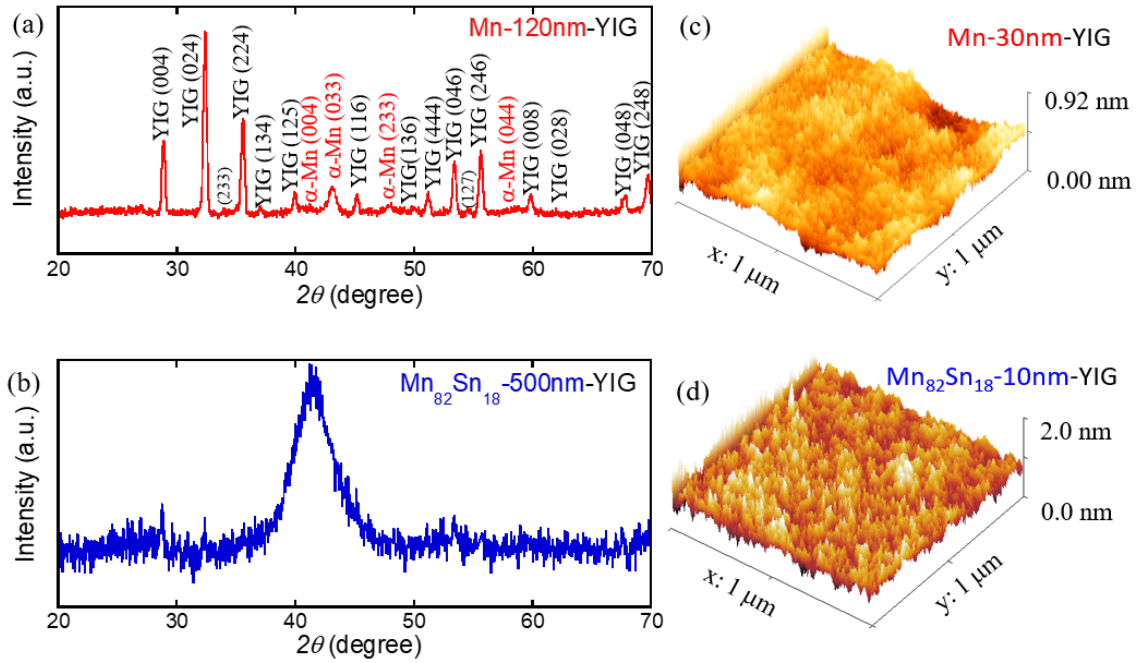 (a)
Mn-120nm-YIG
Intensity (a.u.)
YIG (004)
YIG (024)
(233)
YIG (224)
YIG (134)
YIG (125)
α-Mn (004)
α-Mn (033)
YIG (116)
α-Mn (233)
YIG (136)
YIG (444)
YIG (046)
(127)
YIG (246)
α-Mn (044)
YIG (008)
YIG (028)
YIG (048)
YIG (248)
20 30 40 50 60 70
2θ (degree)
(b)
Mn82Sn18-500nm-YIG
Intensity (a.u.)
20 30 40 50 60 70
2θ (degree)
(c)
Mn-30nm-YIG
0.92 nm
0.00 nm
x: 1 μm
y: 1 μm
(d)
Mn82Sn18-10nm-YIG
2.0 nm
0.0 nm
x: 1 μm
y: 1 μm